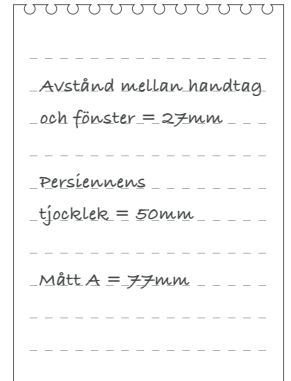 Avstånd mellan handtag
och fönster = 27mm
Persiennens
tjocklek = 50mm
Mått A = 77mm